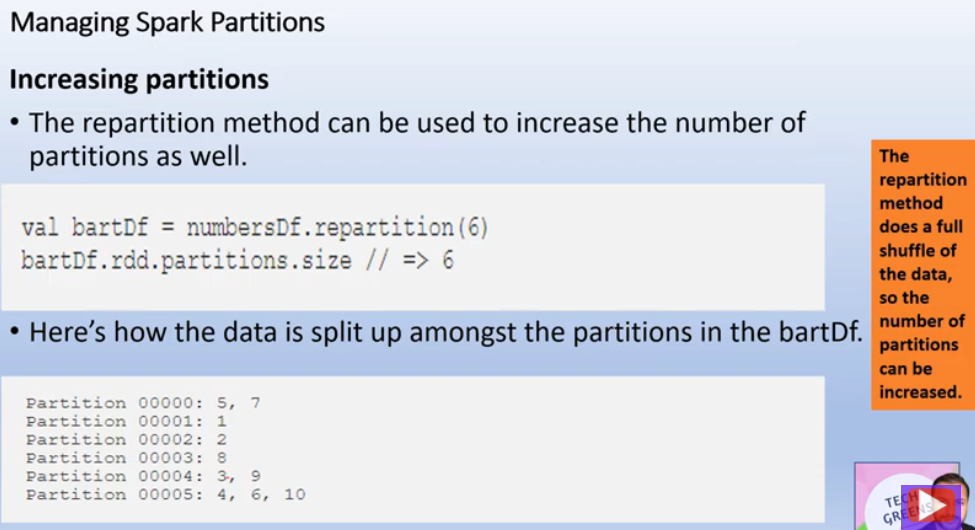 Managing Spark Partitions
Increasing partitions
• The repartition method can be used to increase the number of
partitions as well.
val bartDf = numbersDf.repartition(6)
bartDf.rdd.partitions.size // => 6
• Here's how the data is split up amongst the partitions in the bartDf.
Partition 00000: 5, 7
Partition 00001: 1
Partition 00002: 2
Partition 00003: 8
Partition 00004: 3, 9
Partition 00005: 4, 6, 10
The
repartition
method
does a full
shuffle of
the data,
so the
number of
partitions
can be
increased.
TECH
GREENS